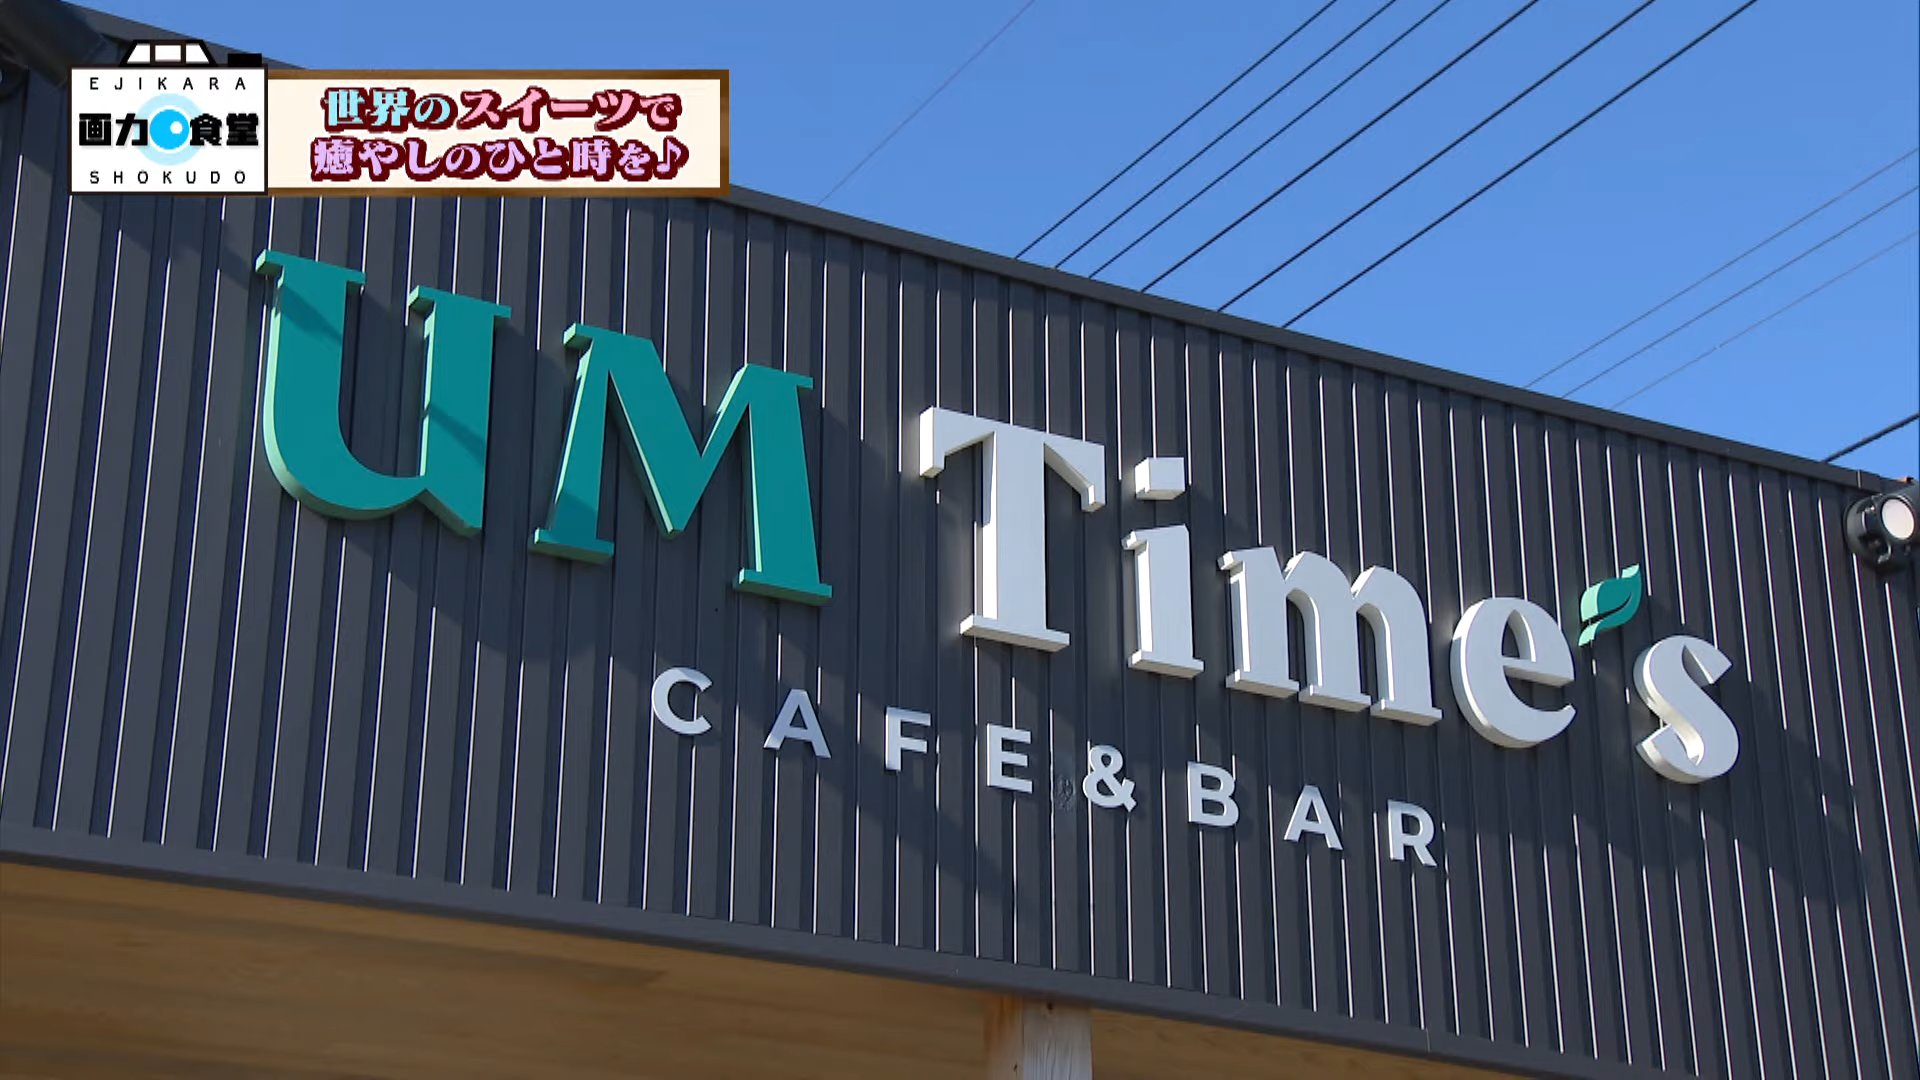 EJIKARA
画力食堂
SHOKUDO
世界のスイーツで
癒やしのひと時を♪
UM Time's
CAFE&BAR